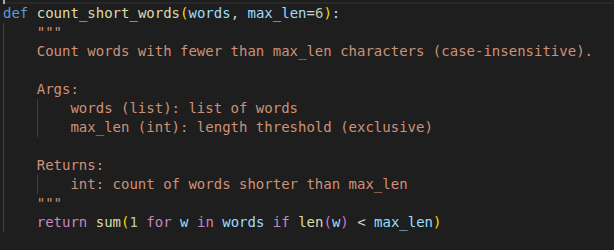 def count_short_words(words, max_len=6):
    """
    Count words with fewer than max_len characters (case-insensitive).

    Args:
        words (list): list of words
        max_len (int): length threshold (exclusive)

    Returns:
        int: count of words shorter than max_len
    """
    return sum(1 for w in words if len(w) < max_len)